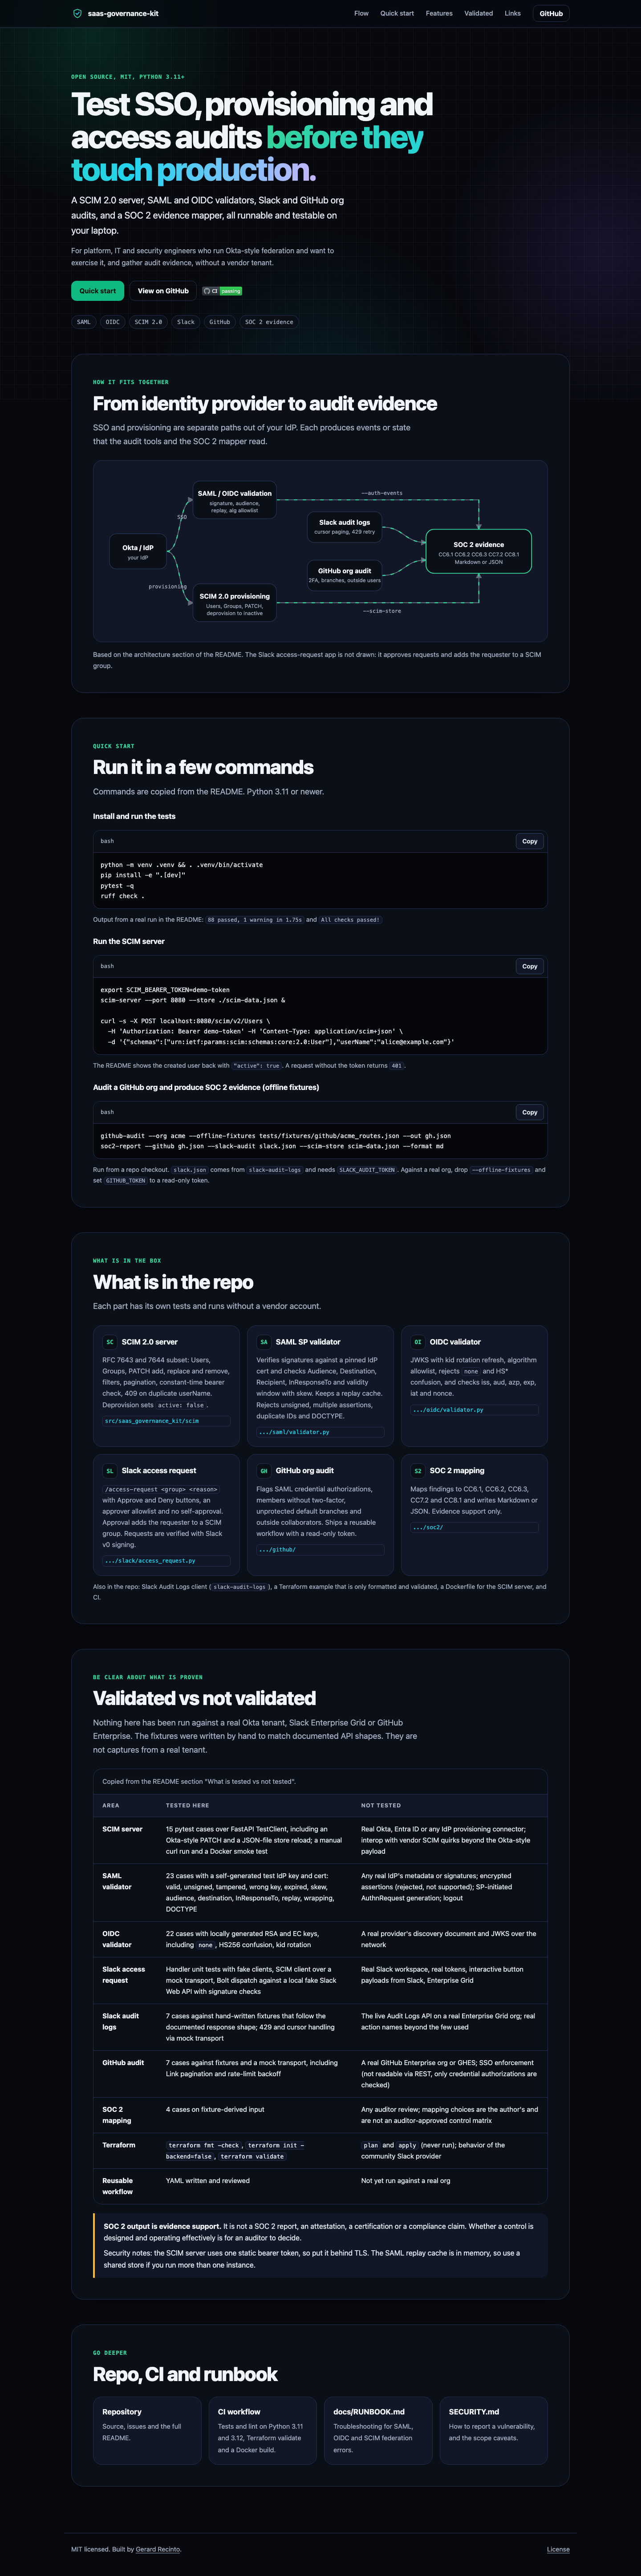 saas-governance-kit
Flow Quick start Features Validated Links GitHub
OPEN SOURCE, MIT, PYTHON 3.11+
Test SSO, provisioning and
access audits before they
touch production.
A SCIM 2.0 server, SAML and OIDC validators, Slack and GitHub org
audits, and a SOC 2 evidence mapper, all runnable and testable on
your laptop.
For platform, IT and security engineers who run Okta-style federation and want to
exercise it, and gather audit evidence, without a vendor tenant.
Quick start View on GitHub CI passing
SAML OIDC SCIM 2.0 Slack GitHub SOC 2 evidence
HOW IT FITS TOGETHER
From identity provider to audit evidence
SSO and provisioning are separate paths out of your IdP. Each produces events or state
that the audit tools and the SOC 2 mapper read.
SAML / OIDC validation
signature, audience,
replay, alg allowlist
--auth-events
SSO
Slack audit logs
cursor paging, 429 retry
Okta / IdP
your IdP
SOC 2 evidence
CC6.1 CC6.2 CC6.3 CC7.2 CC8.1
Markdown or JSON
GitHub org audit
2FA, branches, outside users
provisioning
SCIM 2.0 provisioning
Users, Groups, PATCH,
deprovision to inactive
--scim-store
Based on the architecture section of the README. The Slack access-request app is not drawn: it approves requests and adds the requester to a SCIM
group.
QUICK START
Run it in a few commands
Commands are copied from the README. Python 3.11 or newer.
Install and run the tests
bash Copy
python -m venv .venv && . .venv/bin/activate
pip install -e ".[dev]"
pytest -q
ruff check .
Output from a real run in the README: 88 passed, 1 warning in 1.75s and All checks passed!
Run the SCIM server
bash Copy
export SCIM_BEARER_TOKEN=demo-token
scim-server --port 8080 --store ./scim-data.json &
curl -s -X POST localhost:8080/scim/v2/Users \
-H 'Authorization: Bearer demo-token' -H 'Content-Type: application/scim+json' \
-d '{"schemas":["urn:ietf:params:scim:schemas:core:2.0:User"],"userName":"alice@example.com"}'
The README shows the created user back with "active": true. A request without the token returns 401.
Audit a GitHub org and produce SOC 2 evidence (offline fixtures)
bash Copy
github-audit --org acme --offline-fixtures tests/fixtures/github/acme_routes.json --out gh.json
soc2-report --github gh.json --slack-audit slack.json --scim-store scim-data.json --format md
Run from a repo checkout. slack.json comes from slack-audit-logs and needs SLACK_AUDIT_TOKEN. Against a real org, drop --offline-fixtures and
set GITHUB_TOKEN to a read-only token.
WHAT IS IN THE BOX
What is in the repo
Each part has its own tests and runs without a vendor account.
SC SCIM 2.0 server
RFC 7643 and 7644 subset: Users,
Groups, PATCH add, replace and remove,
filters, pagination, constant-time bearer
check, 409 on duplicate userName.
Deprovision sets active: false.
src/saas_governance_kit/scim
SA SAML SP validator
Verifies signatures against a pinned IdP
cert and checks Audience, Destination,
Recipient, InResponseTo and validity
window with skew. Keeps a replay cache.
Rejects unsigned, multiple assertions,
duplicate IDs and DOCTYPE.
.../saml/validator.py
OI OIDC validator
JWKS with kid rotation refresh, algorithm
allowlist, rejects none and HS*
confusion, and checks iss, aud, azp, exp,
iat and nonce.
.../oidc/validator.py
SL Slack access request
/access-request <group> <reason>
with Approve and Deny buttons, an
approver allowlist and no self-approval.
Approval adds the requester to a SCIM
group. Requests are verified with Slack
v0 signing.
.../slack/access_request.py
GH GitHub org audit
Flags SAML credential authorizations,
members without two-factor,
unprotected default branches and
outside collaborators. Ships a reusable
workflow with a read-only token.
.../github/
S2 SOC 2 mapping
Maps findings to CC6.1, CC6.2, CC6.3,
CC7.2 and CC8.1 and writes Markdown or
JSON. Evidence support only.
.../soc2/
Also in the repo: Slack Audit Logs client (slack-audit-logs), a Terraform example that is only formatted and validated, a Dockerfile for the SCIM server, and
CI.
BE CLEAR ABOUT WHAT IS PROVEN
Validated vs not validated
Nothing here has been run against a real Okta tenant, Slack Enterprise Grid or GitHub
Enterprise. The fixtures were written by hand to match documented API shapes. They are
not captures from a real tenant.
Copied from the README section "What is tested vs not tested".
AREA TESTED HERE NOT TESTED
SCIM server
15 pytest cases over FastAPI TestClient, including an
Okta-style PATCH and a JSON-file store reload; a manual
curl run and a Docker smoke test
Real Okta, Entra ID or any IdP provisioning connector;
interop with vendor SCIM quirks beyond the Okta-style
payload
SAML
validator
23 cases with a self-generated test IdP key and cert:
valid, unsigned, tampered, wrong key, expired, skew,
audience, destination, InResponseTo, replay, wrapping,
DOCTYPE
Any real IdP's metadata or signatures; encrypted
assertions (rejected, not supported); SP-initiated
AuthnRequest generation; logout
OIDC
validator
22 cases with locally generated RSA and EC keys,
including none, HS256 confusion, kid rotation
A real provider's discovery document and JWKS over the
network
Slack access
request
Handler unit tests with fake clients, SCIM client over a
mock transport, Bolt dispatch against a local fake Slack
Web API with signature checks
Real Slack workspace, real tokens, interactive button
payloads from Slack, Enterprise Grid
Slack audit
logs
7 cases against hand-written fixtures that follow the
documented response shape; 429 and cursor handling
via mock transport
The live Audit Logs API on a real Enterprise Grid org; real
action names beyond the few used
GitHub audit
7 cases against fixtures and a mock transport, including
Link pagination and rate-limit backoff
A real GitHub Enterprise org or GHES; SSO enforcement
(not readable via REST, only credential authorizations are
checked)
SOC 2
mapping
4 cases on fixture-derived input
Any auditor review; mapping choices are the author's and
are not an auditor-approved control matrix
Terraform
terraform fmt -check, terraform init -
backend=false, terraform validate
plan and apply (never run); behavior of the
community Slack provider
Reusable
workflow
YAML written and reviewed
Not yet run against a real org
SOC 2 output is evidence support. It is not a SOC 2 report, an attestation, a certification or a compliance claim. Whether a control is
designed and operating effectively is for an auditor to decide.
Security notes: the SCIM server uses one static bearer token, so put it behind TLS. The SAML replay cache is in memory, so use a
shared store if you run more than one instance.
GO DEEPER
Repo, CI and runbook
Repository
Source, issues and the full
README.
CI workflow
Tests and lint on Python 3.11
and 3.12, Terraform validate
and a Docker build.
docs/RUNBOOK.md
Troubleshooting for SAML,
OIDC and SCIM federation
errors.
SECURITY.md
How to report a vulnerability,
and the scope caveats.
MIT licensed. Built by Gerard Recinto.
License